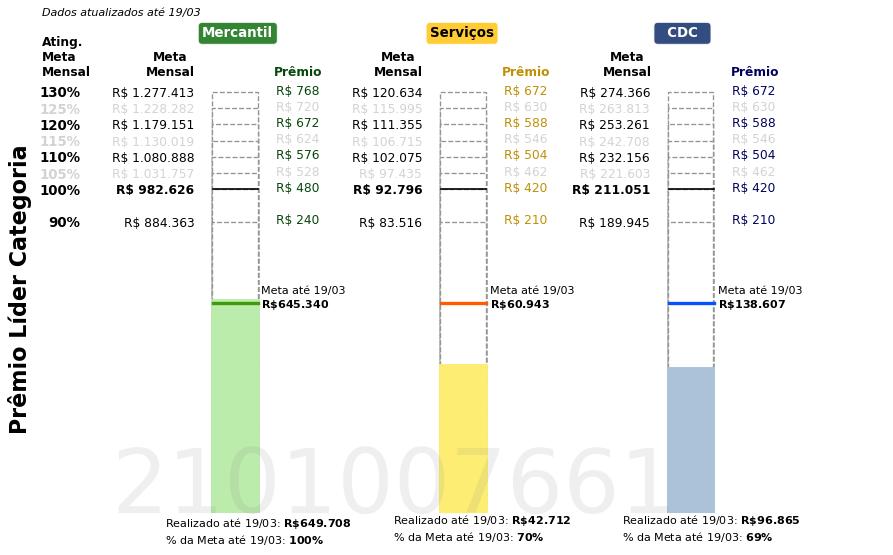 Dados atualizados até 19/03
Mercantil
Serviços
CDC
Ating.
Meta
Mensal
Meta
Mensal
Prêmio
Meta
Mensal
Prêmio
Meta
Mensal
Prêmio
130% R$ 1.277.413 R$ 768 R$ 120.634 R$ 672 R$ 274.366 R$ 672
125% R$ 1.228.282 R$ 720 R$ 115.995 R$ 630 R$ 263.813 R$ 630
120% R$ 1.179.151 R$ 672 R$ 111.355 R$ 588 R$ 253.261 R$ 588
115% R$ 1.130.019 R$ 624 R$ 106.715 R$ 546 R$ 242.708 R$ 546
110% R$ 1.080.888 R$ 576 R$ 102.075 R$ 504 R$ 232.156 R$ 504
105% R$ 1.031.757 R$ 528 R$ 97.435 R$ 462 R$ 221.603 R$ 462
100% R$ 982.626 R$ 480 R$ 92.796 R$ 420 R$ 211.051 R$ 420
90% R$ 884.363 R$ 240 R$ 83.516 R$ 210 R$ 189.945 R$ 210
Prêmio Líder Categoria
Meta até 19/03
R$645.340
Meta até 19/03
R$60.943
Meta até 19/03
R$138.607
2101007661
Realizado até 19/03: R$649.708
% da Meta até 19/03: 100%
Realizado até 19/03: R$42.712
% da Meta até 19/03: 70%
Realizado até 19/03: R$96.865
% da Meta até 19/03: 69%